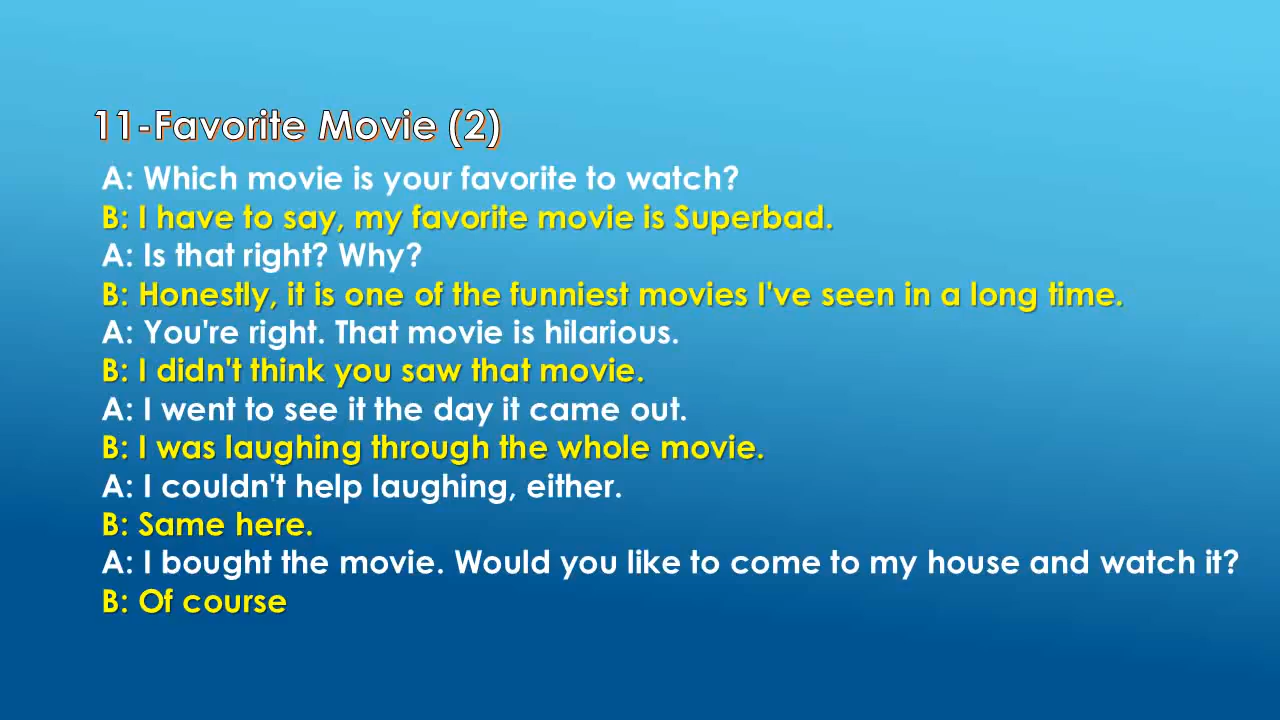 11-Favorite Movie (2)
A: Which movie is your favorite to watch?
B: I have to say, my favorite movie is Superbad.
A: Is that right? Why?
B: Honestly, it is one of the funniest movies I've seen in a long time.
A: You're right. That movie is hilarious.
B: I didn't think you saw that movie.
A: I went to see it the day it came out.
B: I was laughing through the whole movie.
A: I couldn't help laughing, either.
B: Same here.
A: I bought the movie. Would you like to come to my house and watch it?
B: Of course